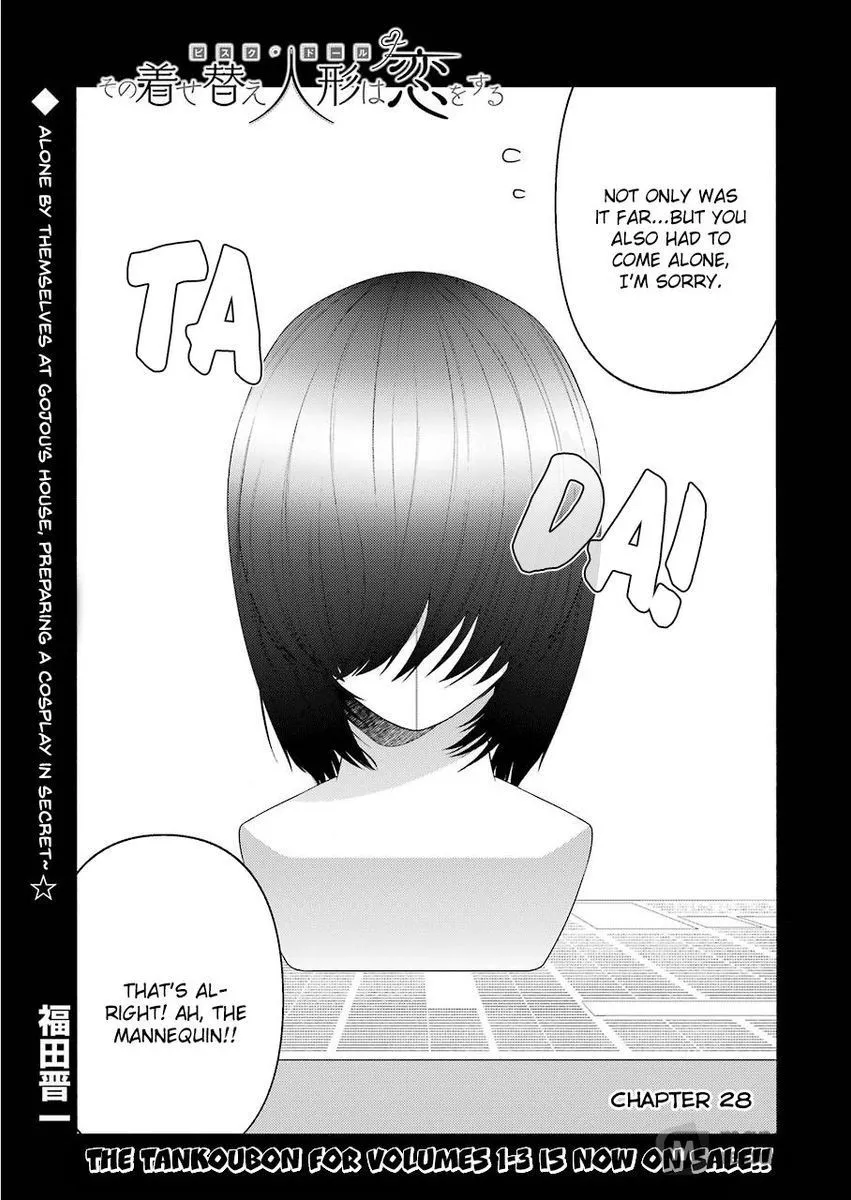 ビスク・ドール
その着せ替え人形は恋をする
◆ ALONE BY THEMSELVES AT GOJOU'S HOUSE, PREPARING A COSPLAY IN SECRET~☆
NOT ONLY WAS
IT FAR...BUT YOU
ALSO HAD TO
COME ALONE,
I'M SORRY.
TA
DA!
THAT'S AL-
RIGHT! AH, THE
MANNEQUIN!!
福田晋一
CHAPTER 28
THE TANKOUBON FOR VOLUMES 1-3 IS NOW ON SALE!!